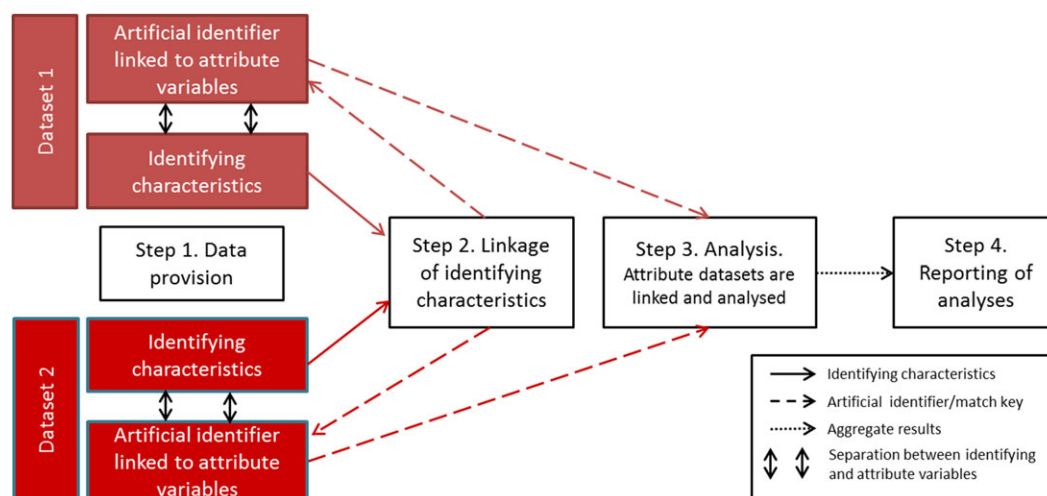 Dataset 1
Artificial identifier
linked to attribute
variables
Identifying
characteristics
Step 1. Data
provision
Step 2. Linkage
of identifying
characteristics
Step 3. Analysis.
Attribute datasets are
linked and analysed
Step 4.
Reporting of
analyses
Dataset 2
Identifying
characteristics
Artificial identifier
linked to attribute
variables
Identifying characteristics
Artificial identifier/match key
Aggregate results
Separation between identifying
and attribute variables